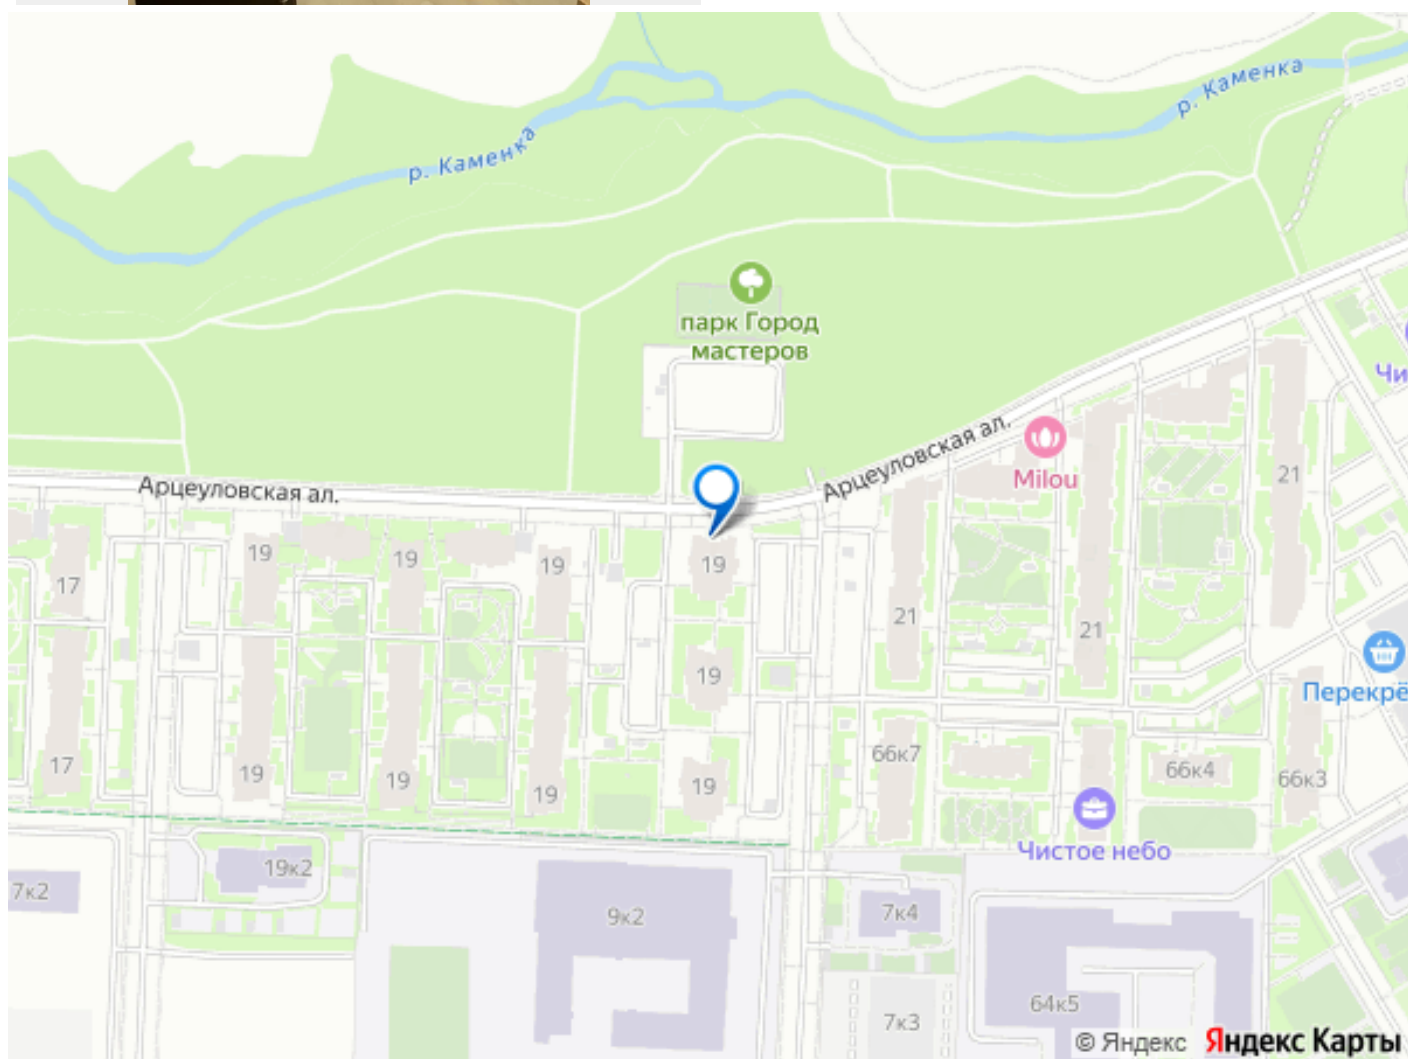 р. Каменка
р. Каменка
парк Город
мастеров
Чи
Арцеуловская ал.
Milou
21
Арцеуловская ал.
19
19
19
19
17
21
21
19
Перекрё
17
19
19
19
19
66к7
66к4
66к3
Чистое небо
19к2
7к2
9к2
7к4
64к5
7к3
© Яндекс Яндекс Карты